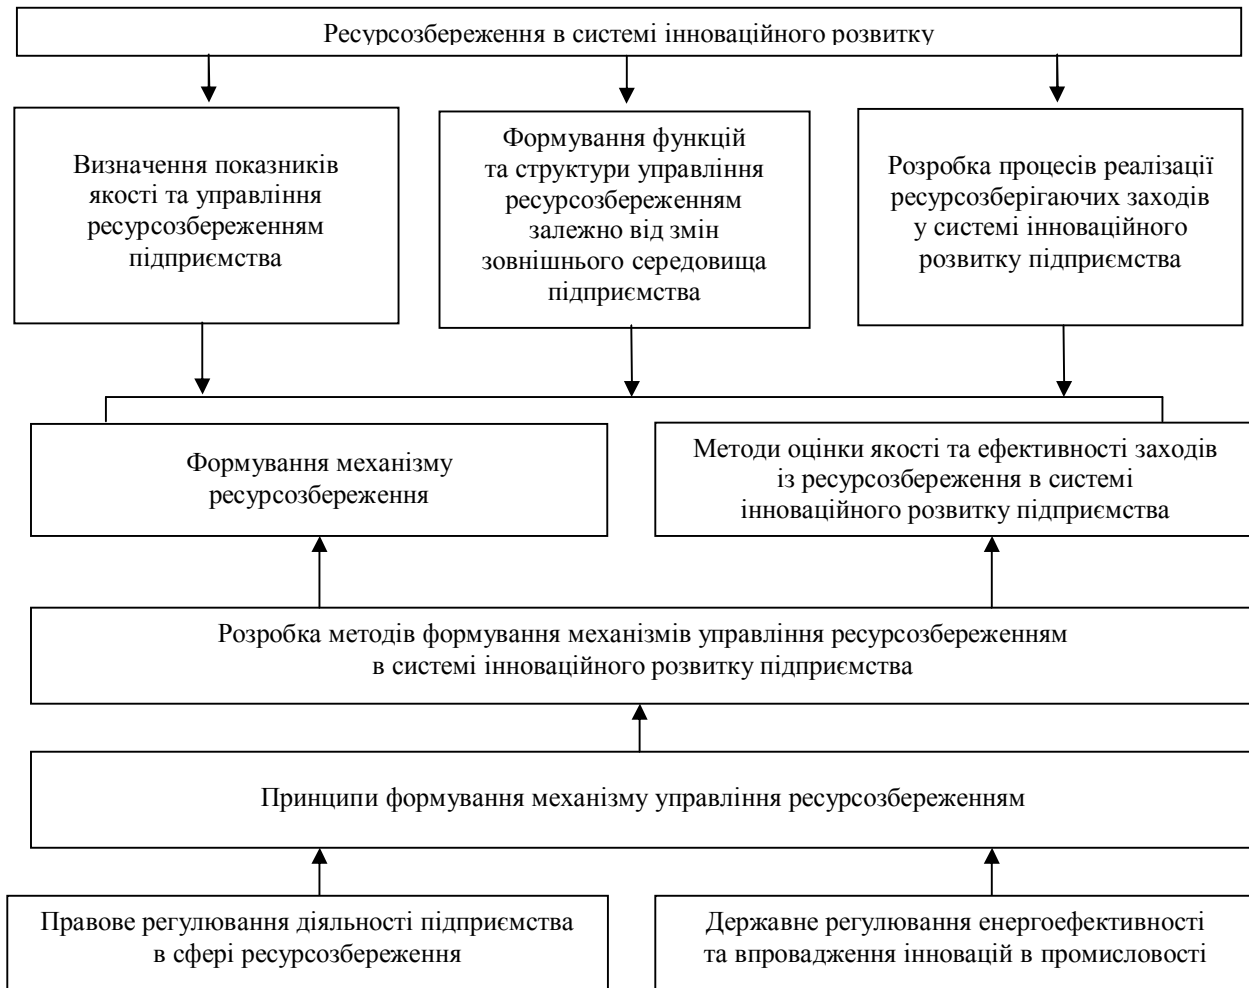 Ресурсозбереження в системі інноваційного розвитку
Визначення показників
якості та управління
ресурсозбереженням
підприємства
Формування функцій
та структури управління
ресурсозбереженням
залежно від змін
зовнішнього середовища
підприємства
Розробка процесів реалізації
ресурсозберігаючих заходів
у системі інноваційного
розвитку підприємства
Формування механізму
ресурсозбереження
Методи оцінки якості та ефективності заходів
із ресурсозбереження в системі
інноваційного розвитку підприємства
Розробка методів формування механізмів управління ресурсозбереженням
в системі інноваційного розвитку підприємства
Принципи формування механізму управління ресурсозбереженням
Правове регулювання діяльності підприємства
в сфері ресурсозбереження
Державне регулювання енергоефективності
та впровадження інновацій в промисловості